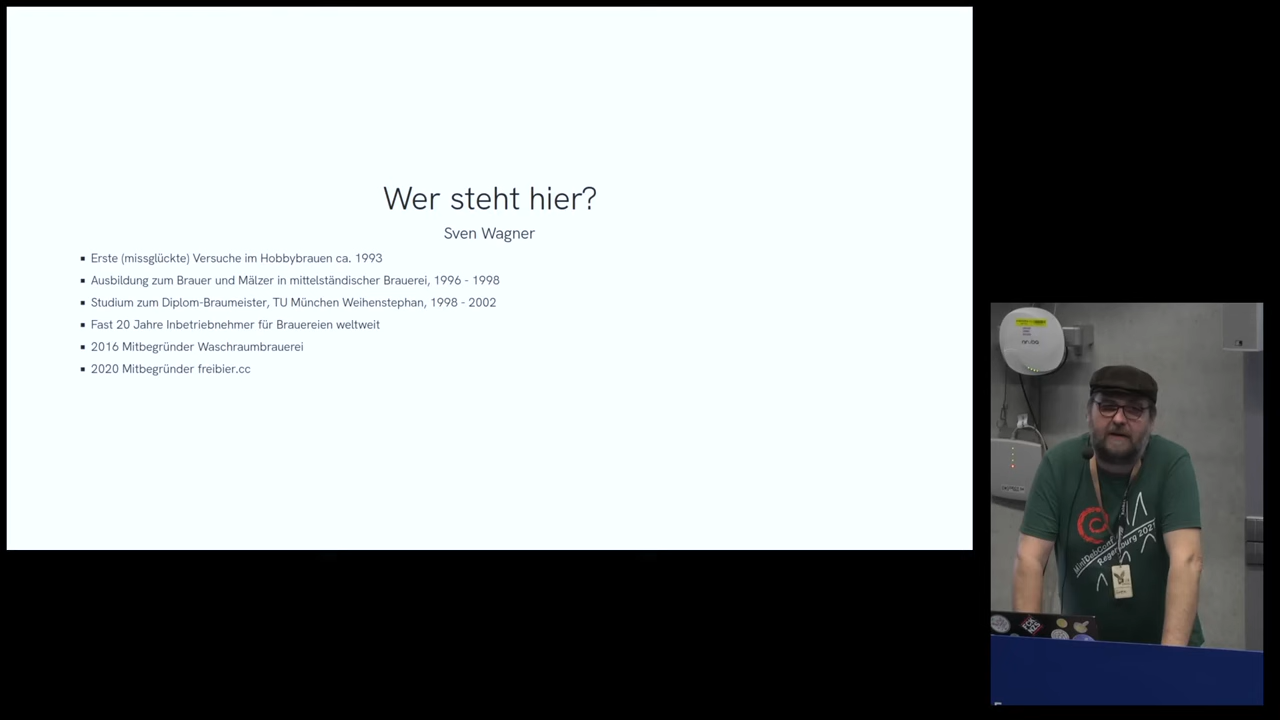 Wer steht hier?
Sven Wagner
Erste (missglückte) Versuche im Hobbybrauen ca. 1993
Ausbildung zum Brauer und Mälzer in mittelständischer Brauerei, 1996 - 1998
Studium zum Diplom-Braumeister, TU München Weihenstephan, 1998 - 2002
Fast 20 Jahre Inbetriebnehmer für Brauereien weltweit
2016 Mitbegründer Waschraumbrauerei
2020 Mitbegründer freibier.cc
MiniDebConf
Regensburg